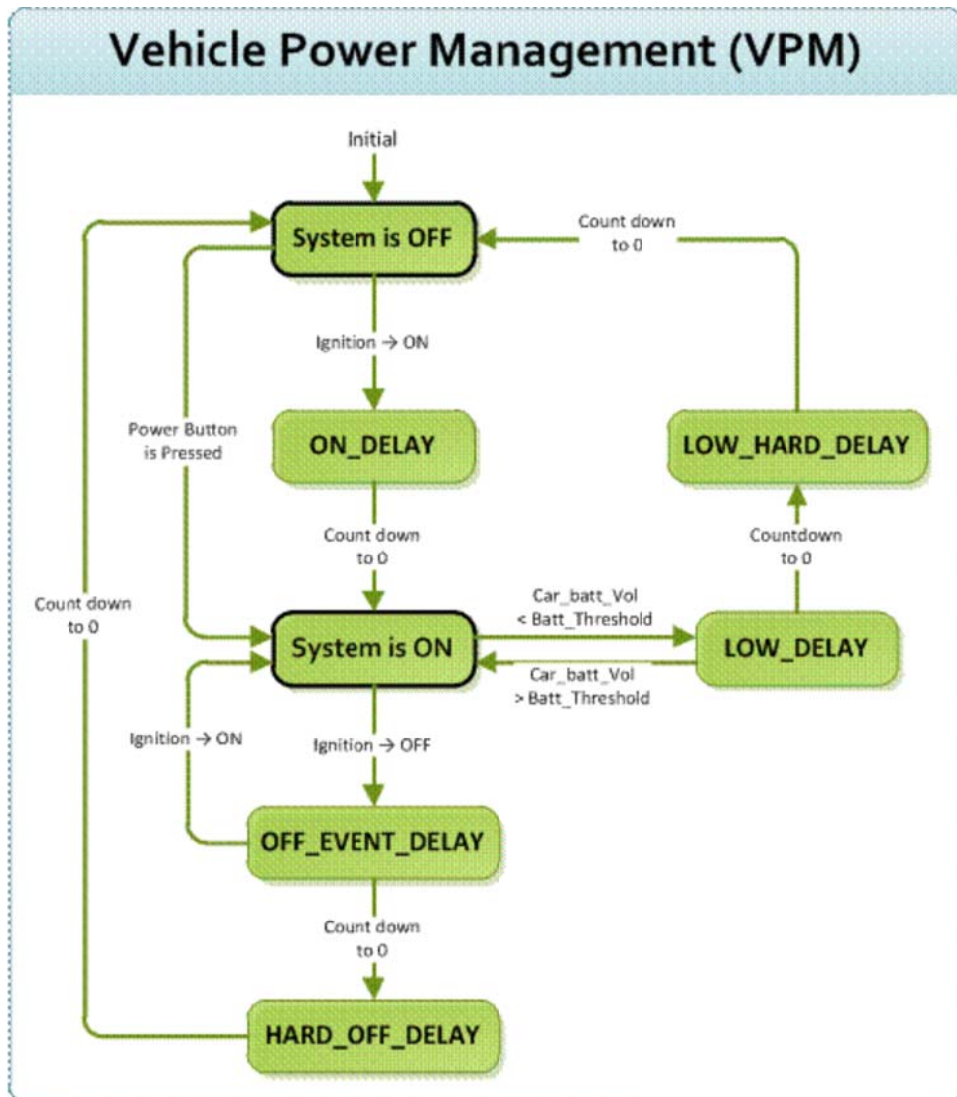 Vehicle Power Management (VPM)
Initial
System is OFF
Count down
to 0
Ignition → ON
Power Button
is Pressed
ON_DELAY
LOW_HARD_DELAY
Count down
to 0
Countdown
to 0
Count down
to 0
Car_batt_Vol
< Batt_Threshold
System is ON
LOW_DELAY
Car_batt_Vol
> Batt_Threshold
Ignition → ON
Ignition → OFF
OFF_EVENT_DELAY
Count down
to 0
HARD_OFF_DELAY